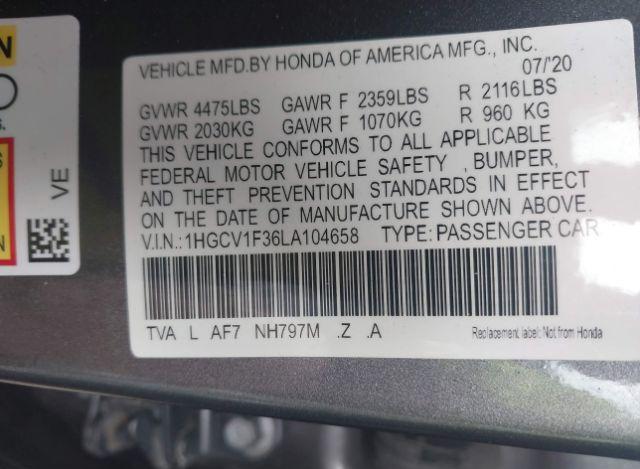 N
s.
S
N
VE
VEHICLE MFD.BY HONDA OF AMERICA MFG., INC.
07/20
GVWR 4475LBS GAWR F 2359LBS R 2116LBS
GVWR 2030KG GAWR F 1070KG R 960 KG
THIS VEHICLE CONFORMS TO ALL APPLICABLE
FEDERAL MOTOR VEHICLE SAFETY , BUMPER,
AND THEFT PREVENTION STANDARDS IN EFFECT
ON THE DATE OF MANUFACTURE SHOWN ABOVE.
V.I.N.: 1HGCV1F36LA104658 TYPE: PASSENGER CAR
TVA L AF7 NH797M .Z .A
Replacement label: Not from Honda